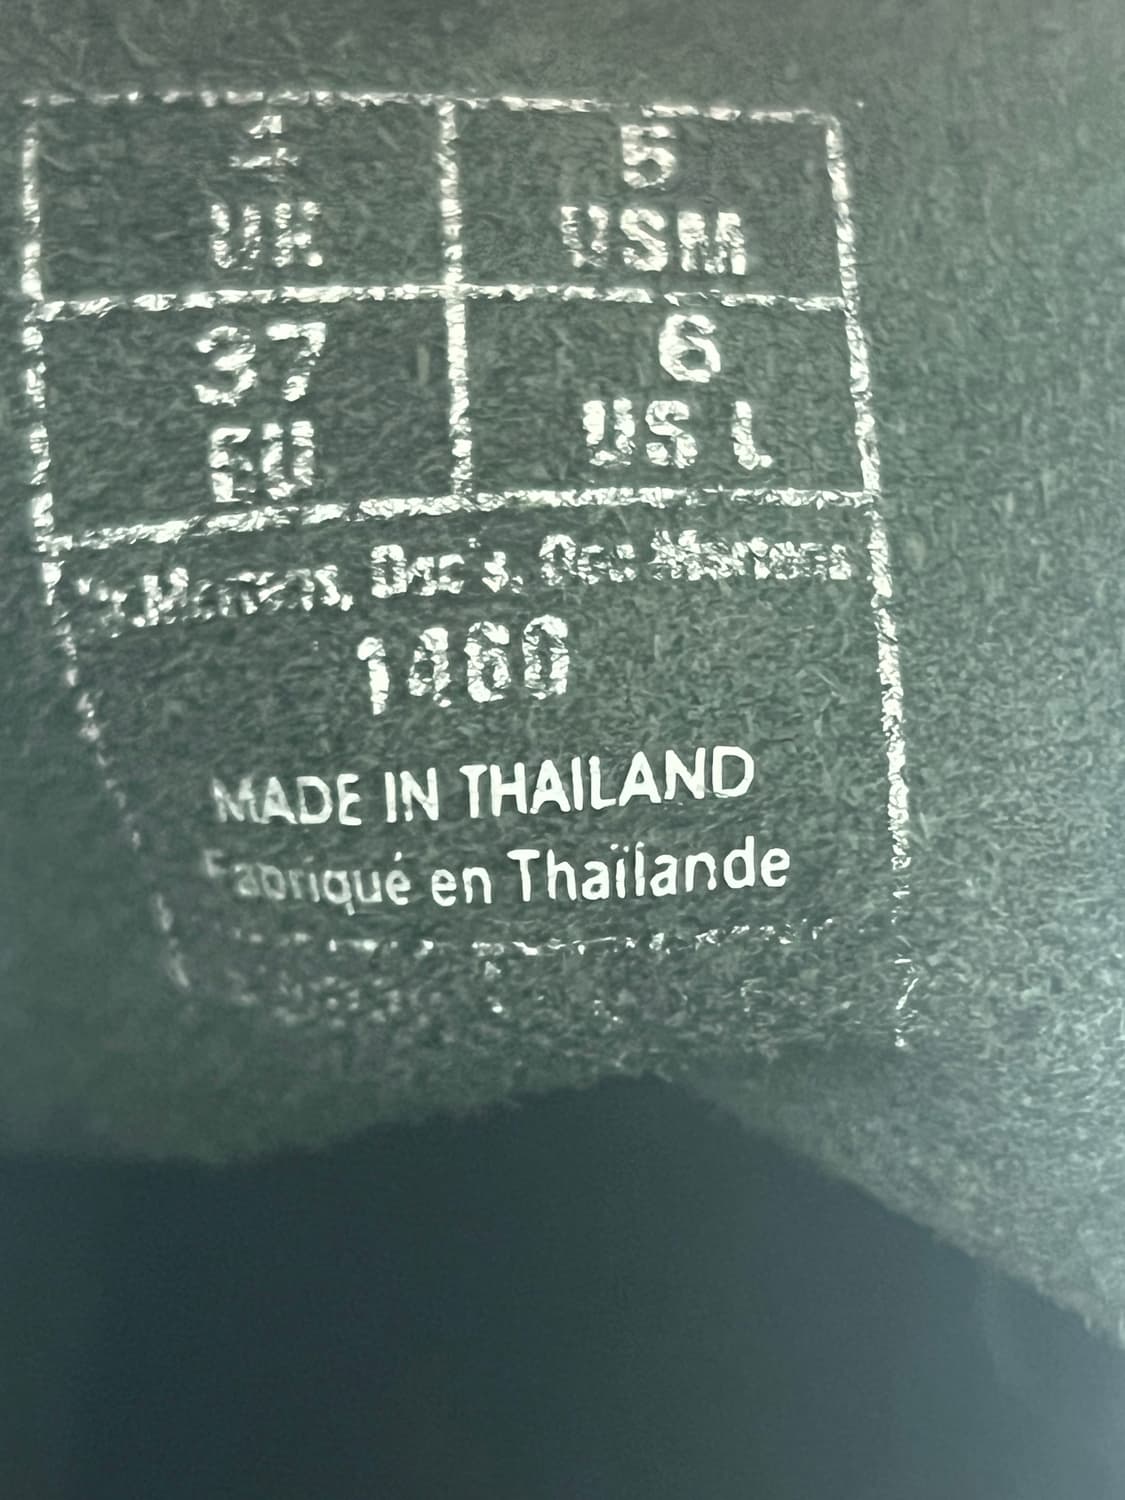 4 5
UK USM
37 6
EU US L
Dr. Martens, Doc's, Doc Martens
1460
MADE IN THAILAND
Fabriqué en Thaïlande